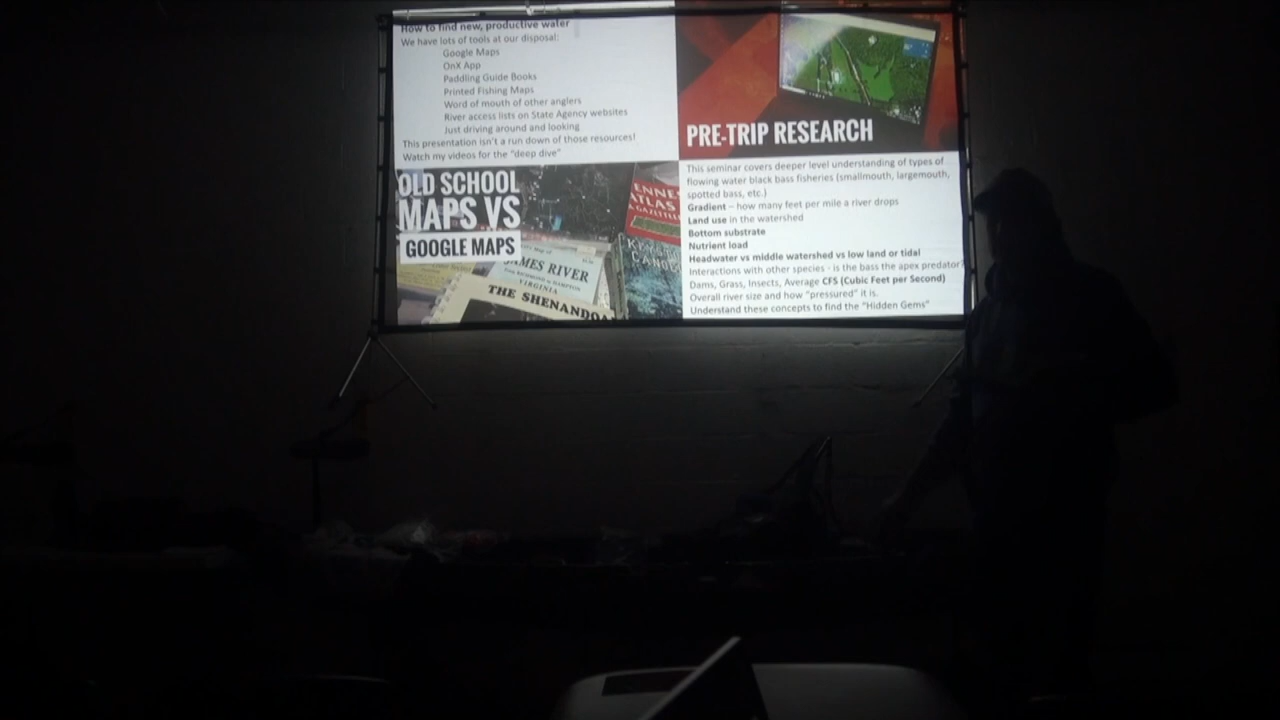 How to find new, productive water
We have lots of tools at our disposal:
Google Maps
OnX App
Paddling Guide Books
Printed Fishing Maps
Word of mouth of other anglers
River access lists on State Agency websites
Just driving around and looking
This presentation isn't a run down of those resources!
Watch my videos for the "deep dive"
PRE-TRIP RESEARCH
OLD SCHOOL
MAPS VS
GOOGLE MAPS
ATLAS
JAMES RIVER
VIRGINIA
THE SHENANDOA
This seminar covers deeper level understanding of types of
flowing water black bass fisheries (smallmouth, largemouth,
spotted bass, etc.)
Gradient – how many feet per mile a river drops
Land use in the watershed
Bottom substrate
Nutrient load
Headwater vs middle watershed vs low land or tidal
Interactions with other species - is the bass the apex predator?
Dams, Grass, Insects, Average CFS (Cubic Feet per Second)
Overall river size and how "pressured" it is.
Understand these concepts to find the "Hidden Gems"